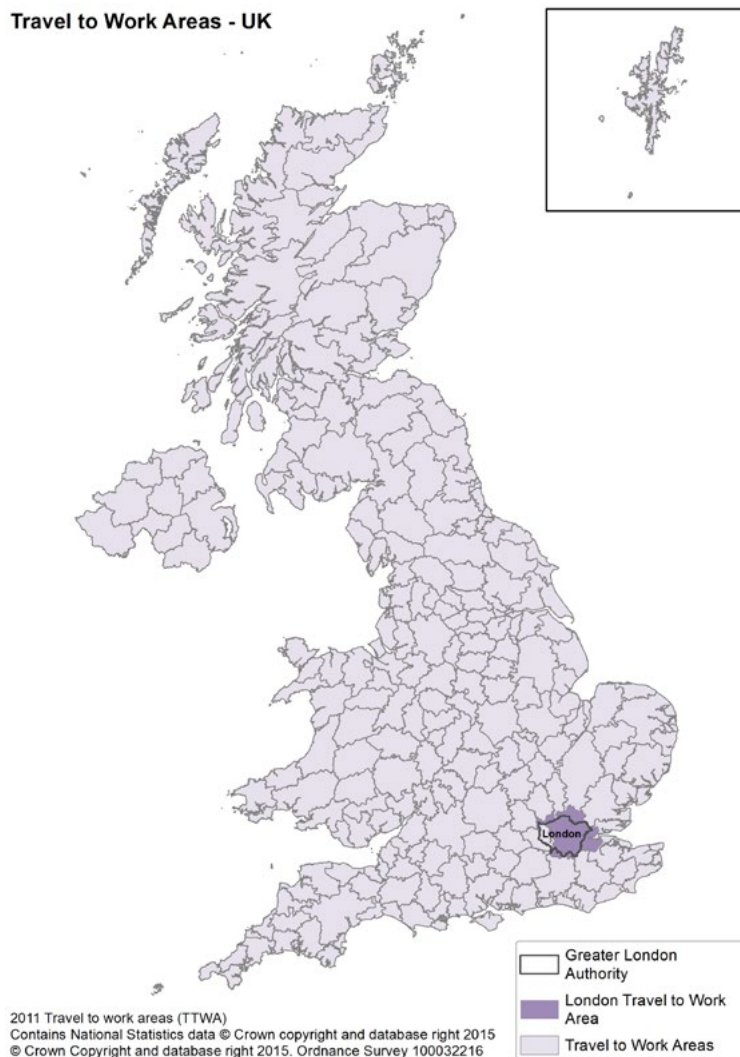 Travel to Work Areas - UK
London
Greater London
Authority
London Travel to Work
Area
Travel to Work Areas
2011 Travel to work areas (TTWA)
Contains National Statistics data © Crown copyright and database right 2015
© Crown Copyright and database right 2015. Ordnance Survey 100032216